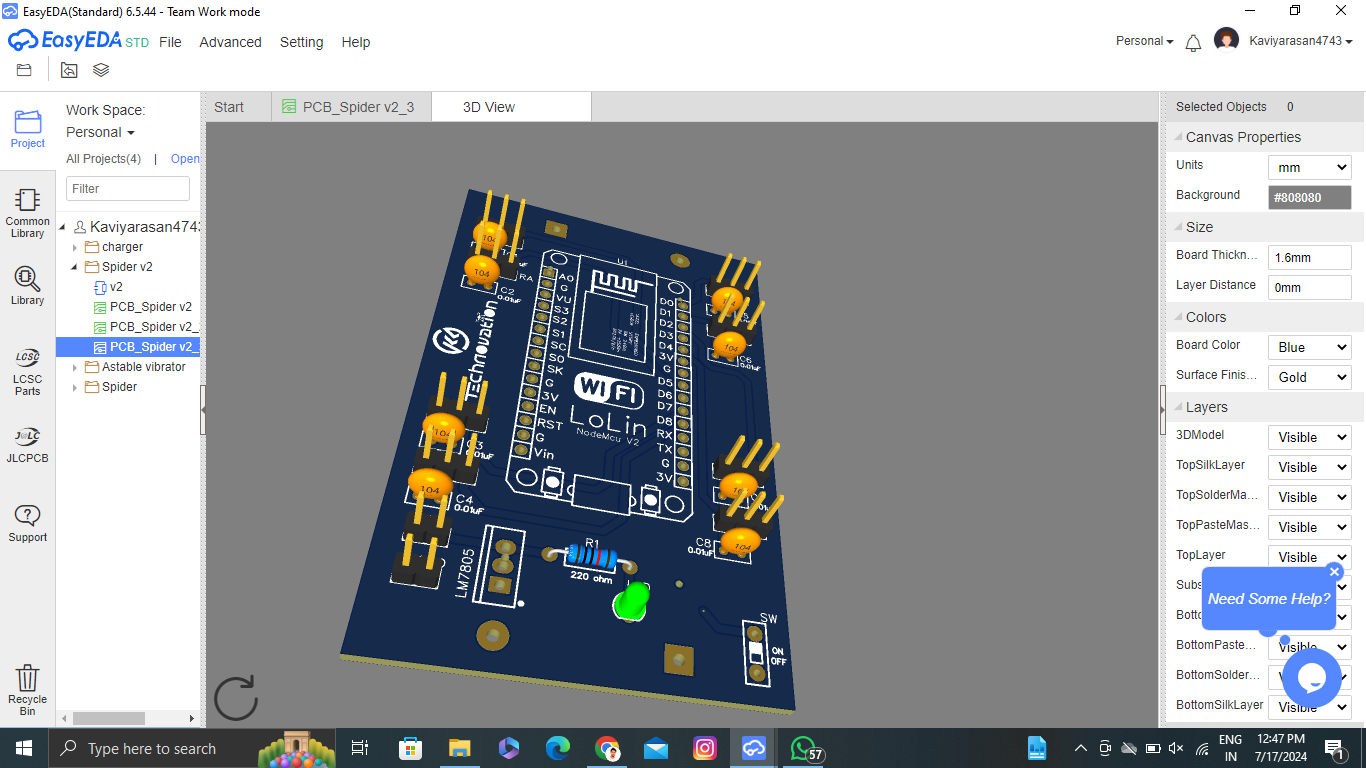 EasyEDA(Standard) 6.5.44 - Team Work mode
EasyEDA STD File Advanced Setting Help
Personal Kaviyarasan4743
Project
Common Library
Library
LCSC
LCSC Parts
J@LC
JLCPCB
Support
Recycle Bin
Work Space:
Personal
All Projects(4) | Open
Filter
Kaviyarasan4743
charger
Spider v2
v2
PCB_Spider v2
PCB_Spider v2_
PCB_Spider v2_
Astable vibrator
Spider
Start PCB_Spider v2_3 3D View
104
104
RA
C2
0.01uF
U1
A0
G
VU
S3
S2
S1
SC
S0
SK
G
3V
EN
RST
G
Vin
D0
D1
D2
D3
D4
3V
G
D5
D6
D7
D8
RX
TX
G
3V
WiFi
LoLin
NodeMcu V2
Technovation
104
0.01uF
104
C4
0.01uF
104
C6
0.01uF
C8
0.01uF
104
LM7805
R1
220 ohm
SW
ON
OFF
Selected Objects 0
Canvas Properties
Units mm
Background #808080
Size
Board Thickn... 1.6mm
Layer Distance 0mm
Colors
Board Color Blue
Surface Finis... Gold
Layers
3DModel Visible
TopSilkLayer Visible
TopSolderMa... Visible
TopPasteMas... Visible
TopLayer Visible
Subs
Botto
BottomPaste... Visible
BottomSolder...
BottomSilkLayer Visible
Need Some Help?
Type here to search
57
ENG
IN
12:47 PM
7/17/2024
1